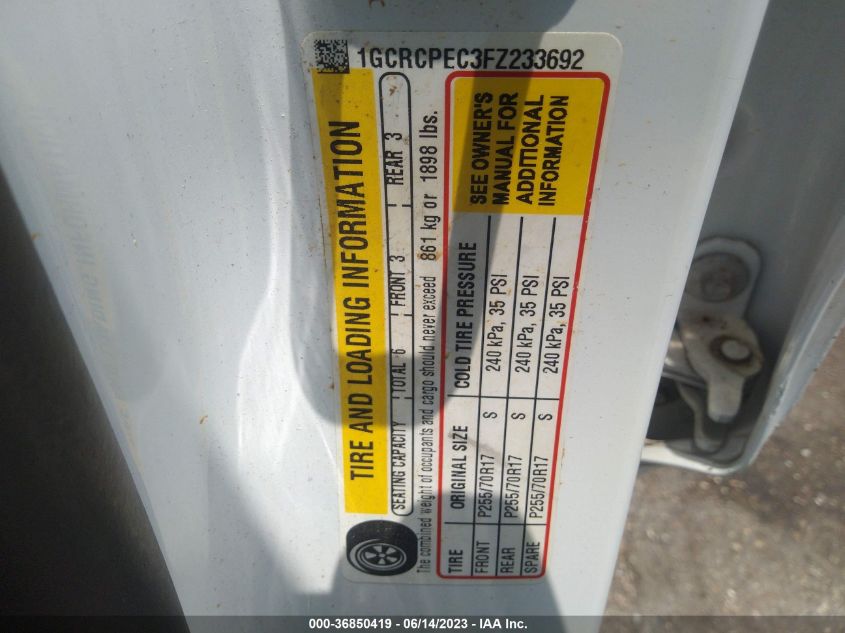 1GCRCPEC3FZ233692
TIRE AND LOADING INFORMATION
SEATING CAPACITY TOTAL 6 FRONT 3 REAR 3
The combined weight of occupants and cargo should never exceed 861 kg or 1898 lbs.
TIRE ORIGINAL SIZE COLD TIRE PRESSURE
FRONT P255/70R17 S 240 kPa, 35 PSI
REAR P255/70R17 S 240 kPa, 35 PSI
SPARE P255/70R17 S 240 kPa, 35 PSI
SEE OWNER'S
MANUAL FOR
ADDITIONAL
INFORMATION
000-36850419 - 06/14/2023 - IAA Inc.